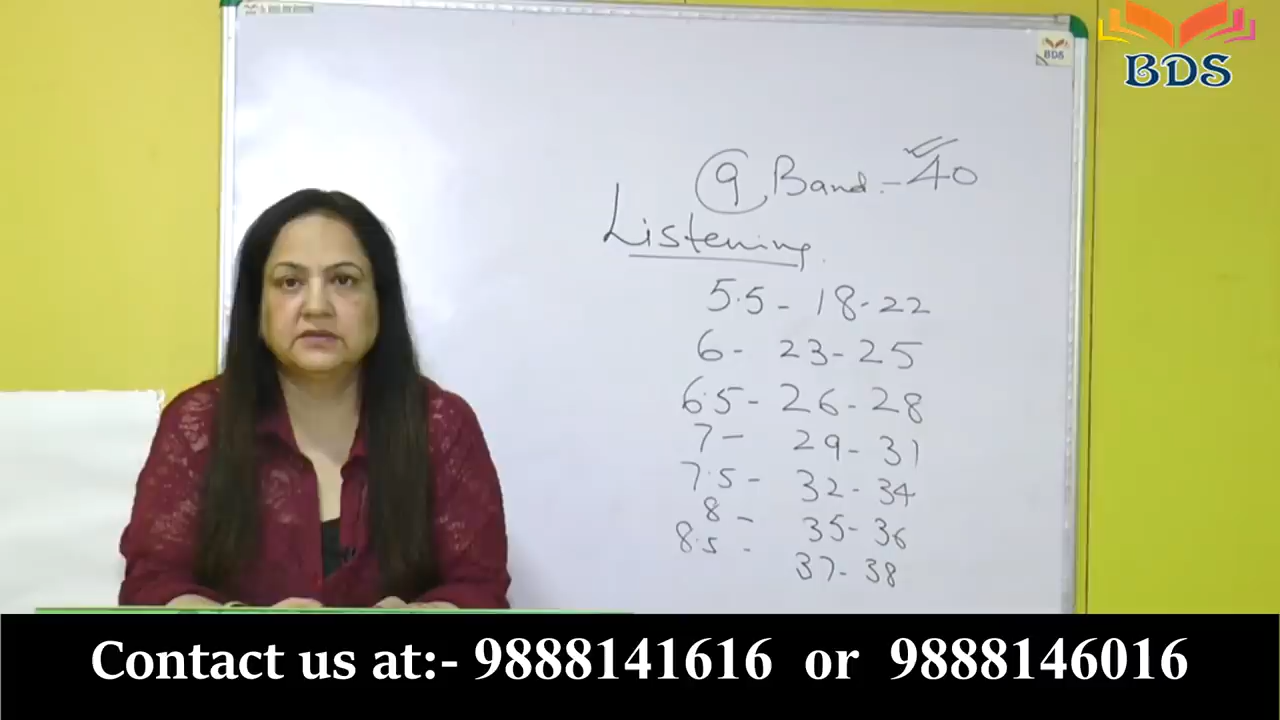 BDS
BDS
9 Band :- 40
Listening
5.5 - 18-22
6 - 23-25
6.5 - 26-28
7 - 29-31
7.5 - 32-34
8 - 35-36
8.5 - 37-38
Contact us at:- 9888141616 or 9888146016